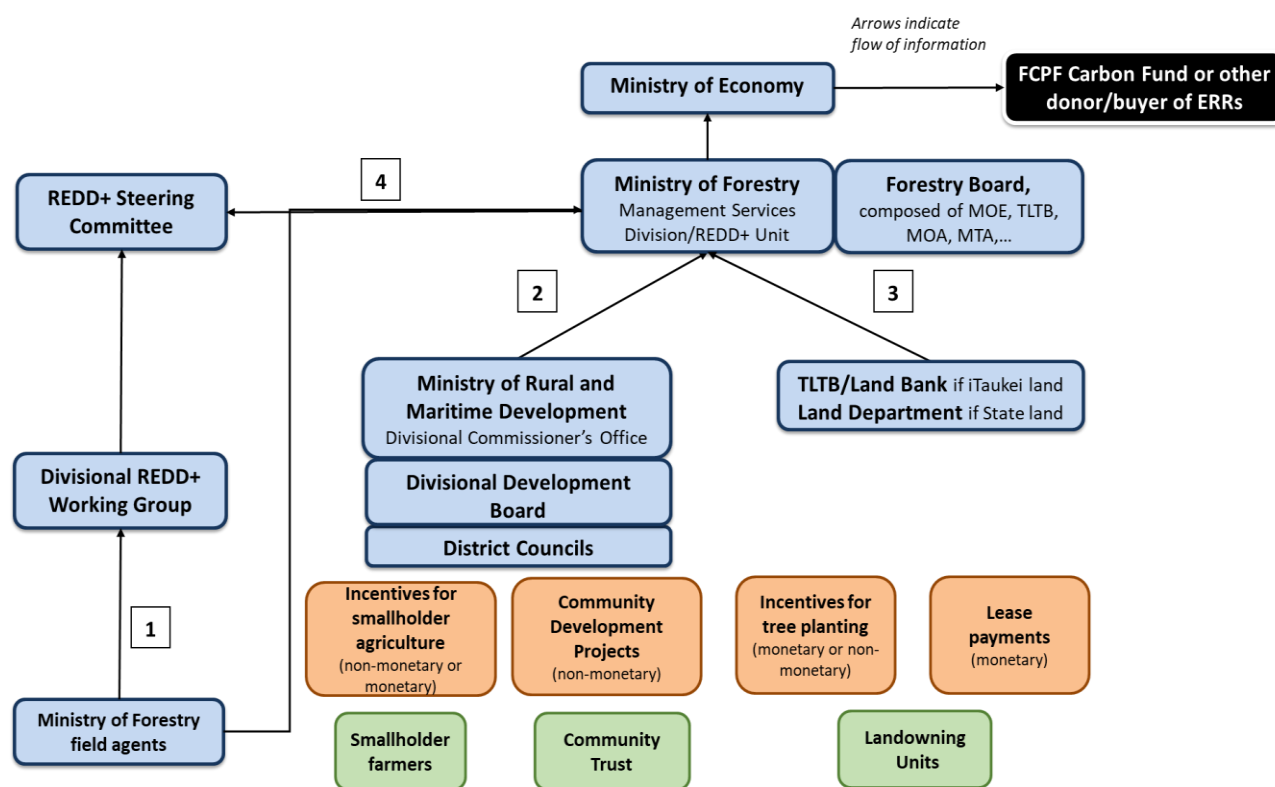 Arrows indicate
flow of information
Ministry of Economy
FCPF Carbon Fund or other
donor/buyer of ERRs
4
REDD+ Steering
Committee
Ministry of Forestry
Management Services
Division/REDD+ Unit
Forestry Board,
composed of MOE, TLTB,
MOA, MTA,...
2
3
Ministry of Rural and
Maritime Development
Divisional Commissioner's Office
TLTB/Land Bank if iTaukei land
Land Department if State land
Divisional REDD+
Working Group
Divisional Development
Board
District Councils
1
Incentives for
smallholder
agriculture
(non-monetary or
monetary)
Community
Development
Projects
(non-monetary)
Incentives for
tree planting
(monetary or non-
monetary)
Lease
payments
(monetary)
Ministry of Forestry
field agents
Smallholder
farmers
Community
Trust
Landowning
Units